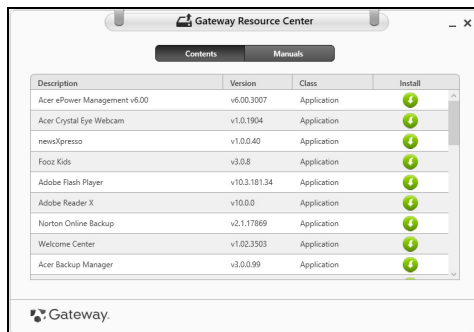 Gateway Resource Center
Contents Manuals
Description Version Class Install
Acer ePower Management v6.00 v6.00.3007 Application
Acer Crystal Eye Webcam v1.0.1904 Application
newsXpresso v1.0.0.40 Application
Fooz Kids v3.0.8 Application
Adobe Flash Player v10.3.181.34 Application
Adobe Reader X v10.0.0 Application
Norton Online Backup v2.1.17869 Application
Welcome Center v1.02.3503 Application
Acer Backup Manager v3.0.0.99 Application
Gateway.